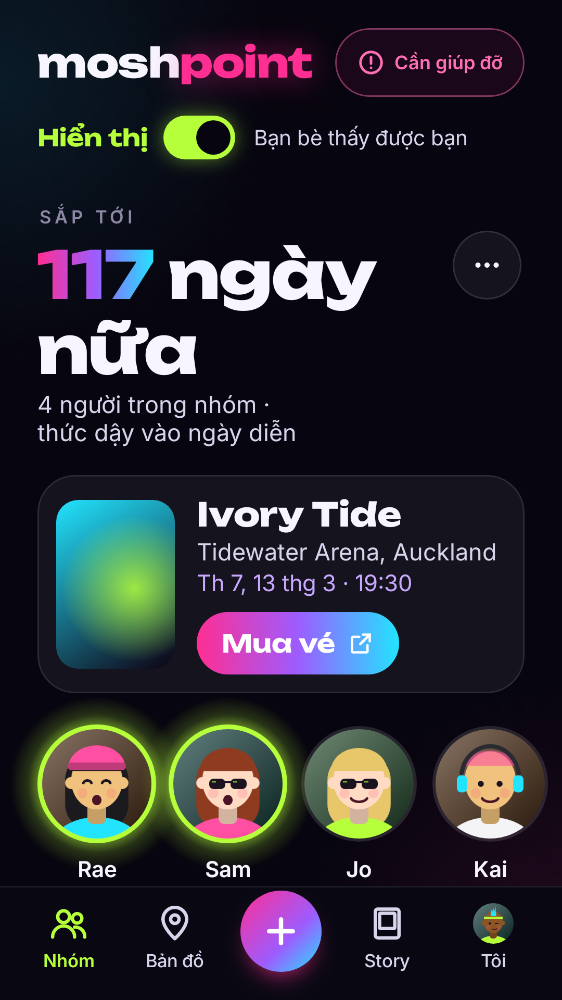 moshpoint
Cần giúp đỡ
Hiển thị
Bạn bè thấy được bạn
SẮP TỚI
117 ngày
nữa
4 người trong nhóm ·
thức dậy vào ngày diễn
Ivory Tide
Tidewater Arena, Auckland
Th 7, 13 thg 3 · 19:30
Mua vé
Rae
Sam
Jo
Kai
Nhóm
Bản đồ
Story
Tôi